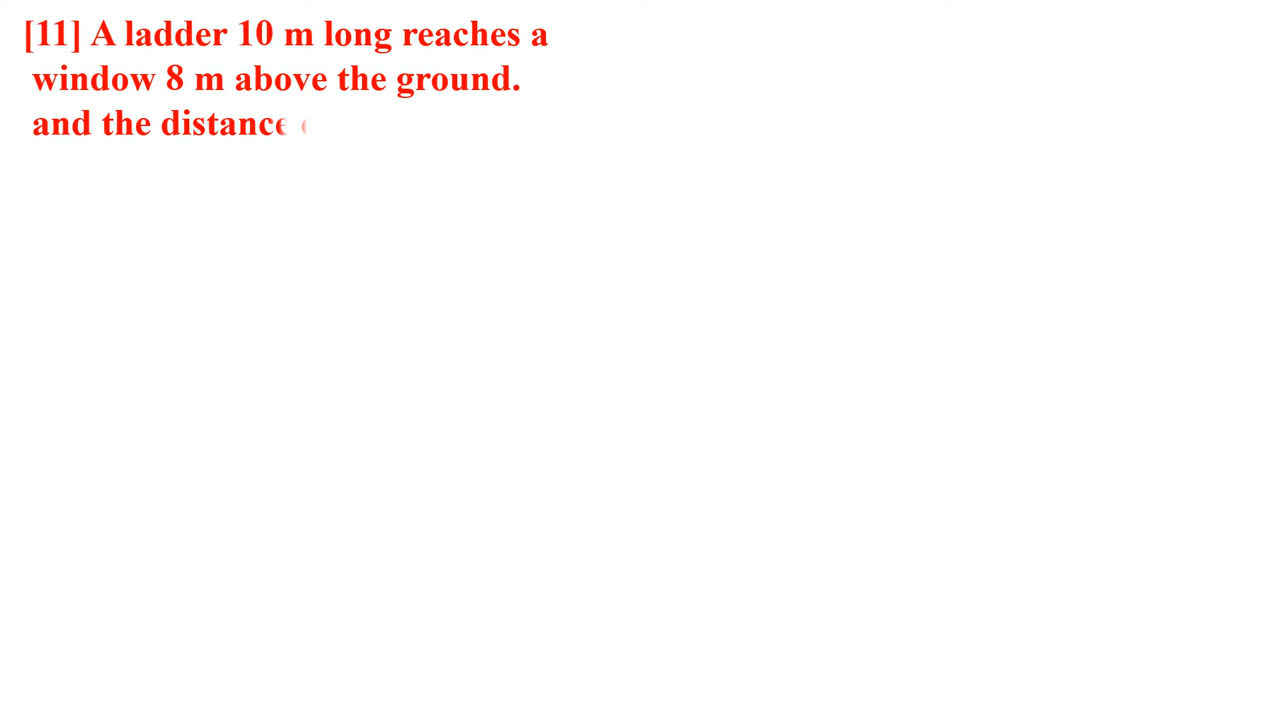 [11] A ladder 10 m long reaches a
window 8 m above the ground.
and the distance